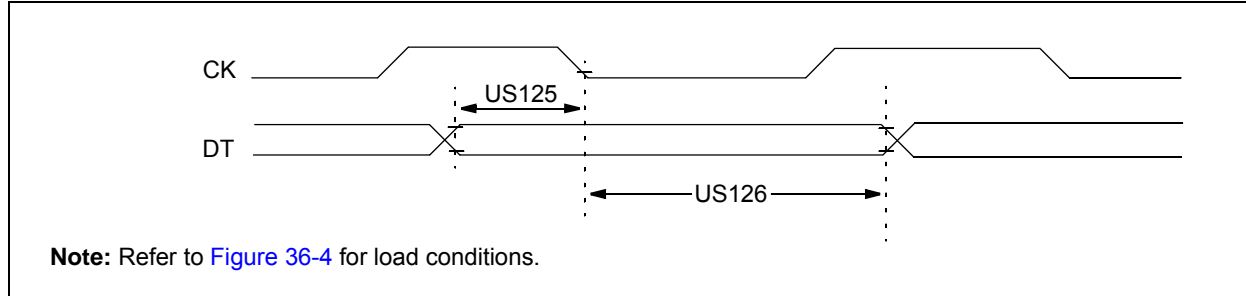 CK
US125
DT
US126
Note: Refer to Figure 36-4 for load conditions.